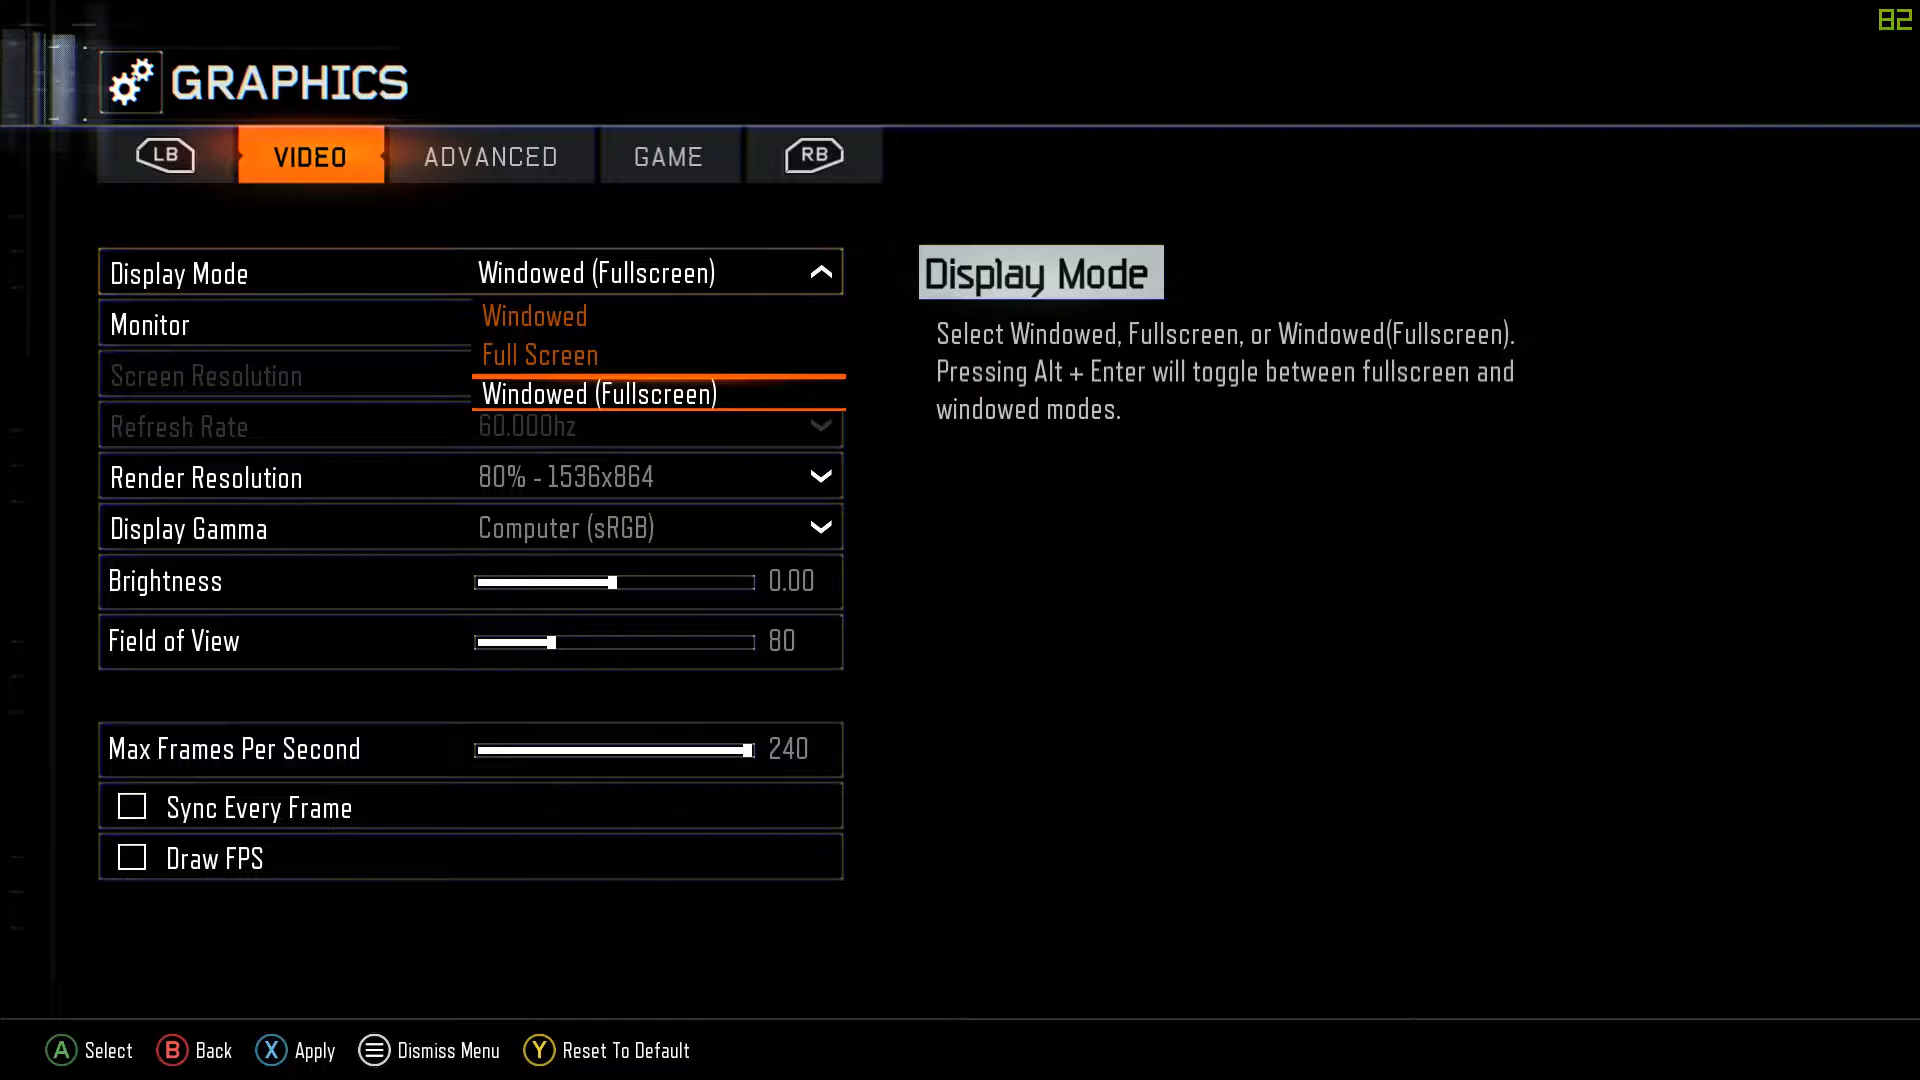 82
GRAPHICS
LB VIDEO ADVANCED GAME RB
Display Mode Windowed (Fullscreen)
Windowed
Monitor
Full Screen
Screen Resolution
Windowed (Fullscreen)
Refresh Rate 60.000hz
Render Resolution 80% - 1536x864
Display Gamma Computer (sRGB)
Brightness 0.00
Field of View 80
Max Frames Per Second 240
Sync Every Frame
Draw FPS
Display Mode
Select Windowed, Fullscreen, or Windowed(Fullscreen).
Pressing Alt + Enter will toggle between fullscreen and
windowed modes.
A Select B Back X Apply Dismiss Menu Y Reset To Default